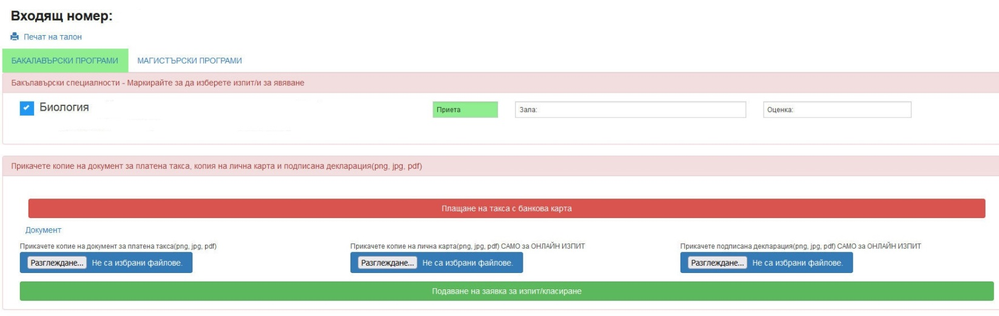 Входящ номер:
Печат на талон
БАКАЛАВЪРСКИ ПРОГРАМИ МАГИСТЪРСКИ ПРОГРАМИ
Бакълавърски специалности - Маркирайте за да изберете изпит/и за явяване
Биология Приета Зала: Оценка:
Прикачете копие на документ за платена такса, копия на лична карта и подписана декларация(png, jpg, pdf)
Плащане на такса с банкова карта
Документ
Прикачете копие на документ за платена такса(png, jpg, pdf) Прикачете копие на лична карта(png, jpg, pdf) САМО за ОНЛАЙН ИЗПИТ Прикачете подписана декларация(png, jpg, pdf) САМО за ОНЛАЙН ИЗПИТ
Разглеждане... Не са избрани файлове. Разглеждане... Не са избрани файлове. Разглеждане... Не са избрани файлове.
Подаване на заявка за изпит/класиране